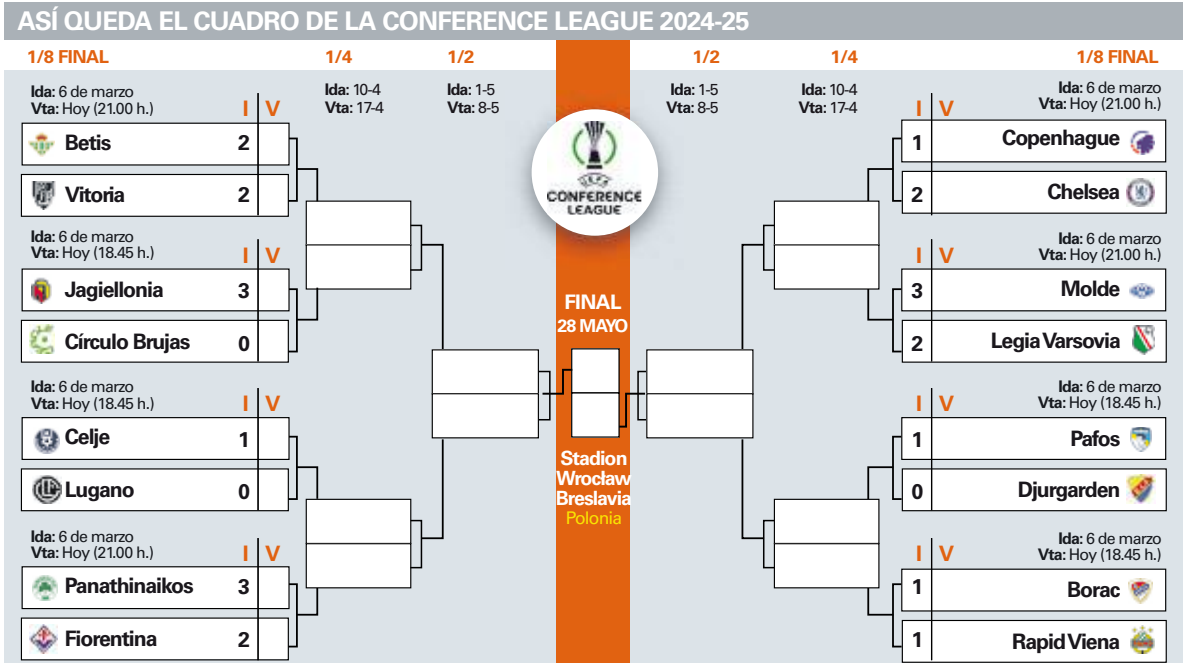 ASÍ QUEDA EL CUADRO DE LA CONFERENCE LEAGUE 2024-25
1/8 FINAL 1/4 1/2 1/2 1/4 1/8 FINAL
Ida: 6 de marzo
Vta: Hoy (21.00 h.) I V
Betis 2
Vitoria 2
Ida: 6 de marzo
Vta: Hoy (18.45 h.) I V
Jagiellonia 3
Círculo Brujas 0
Ida: 6 de marzo
Vta: Hoy (18.45 h.) I V
Celje 1
Lugano 0
Ida: 6 de marzo
Vta: Hoy (21.00 h.) I V
Panathinaikos 3
Fiorentina 2
Ida: 10-4
Vta: 17-4
Ida: 1-5
Vta: 8-5
UEFA
CONFERENCE
LEAGUE
FINAL
28 MAYO
Stadion
Wrocław
Breslavia
Polonia
Ida: 1-5
Vta: 8-5
Ida: 10-4
Vta: 17-4
Ida: 6 de marzo
I V Vta: Hoy (21.00 h.)
1 Copenhague
2 Chelsea
Ida: 6 de marzo
I V Vta: Hoy (21.00 h.)
3 Molde
2 Legia Varsovia
Ida: 6 de marzo
I V Vta: Hoy (18.45 h.)
1 Pafos
0 Djurgarden
Ida: 6 de marzo
I V Vta: Hoy (18.45 h.)
1 Borac
1 Rapid Viena